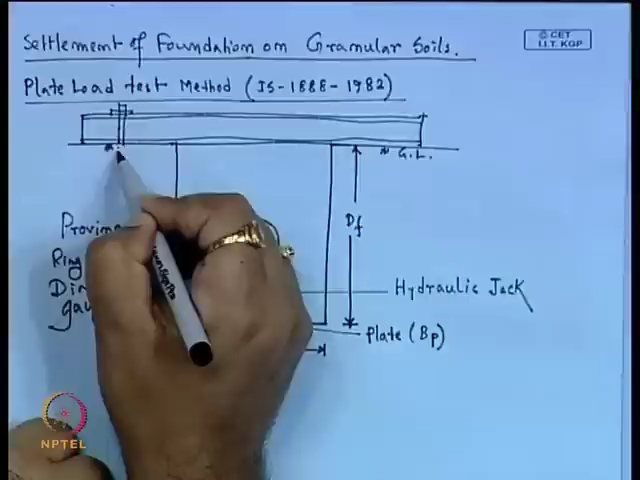 Settlement of Foundation on Granular Soils.
© CET
I.I.T. KGP
Plate Load test Method (IS-1888-1982)
G.L.
Df
Ring
Hydraulic Jack
Plate (Bp)
NPTEL